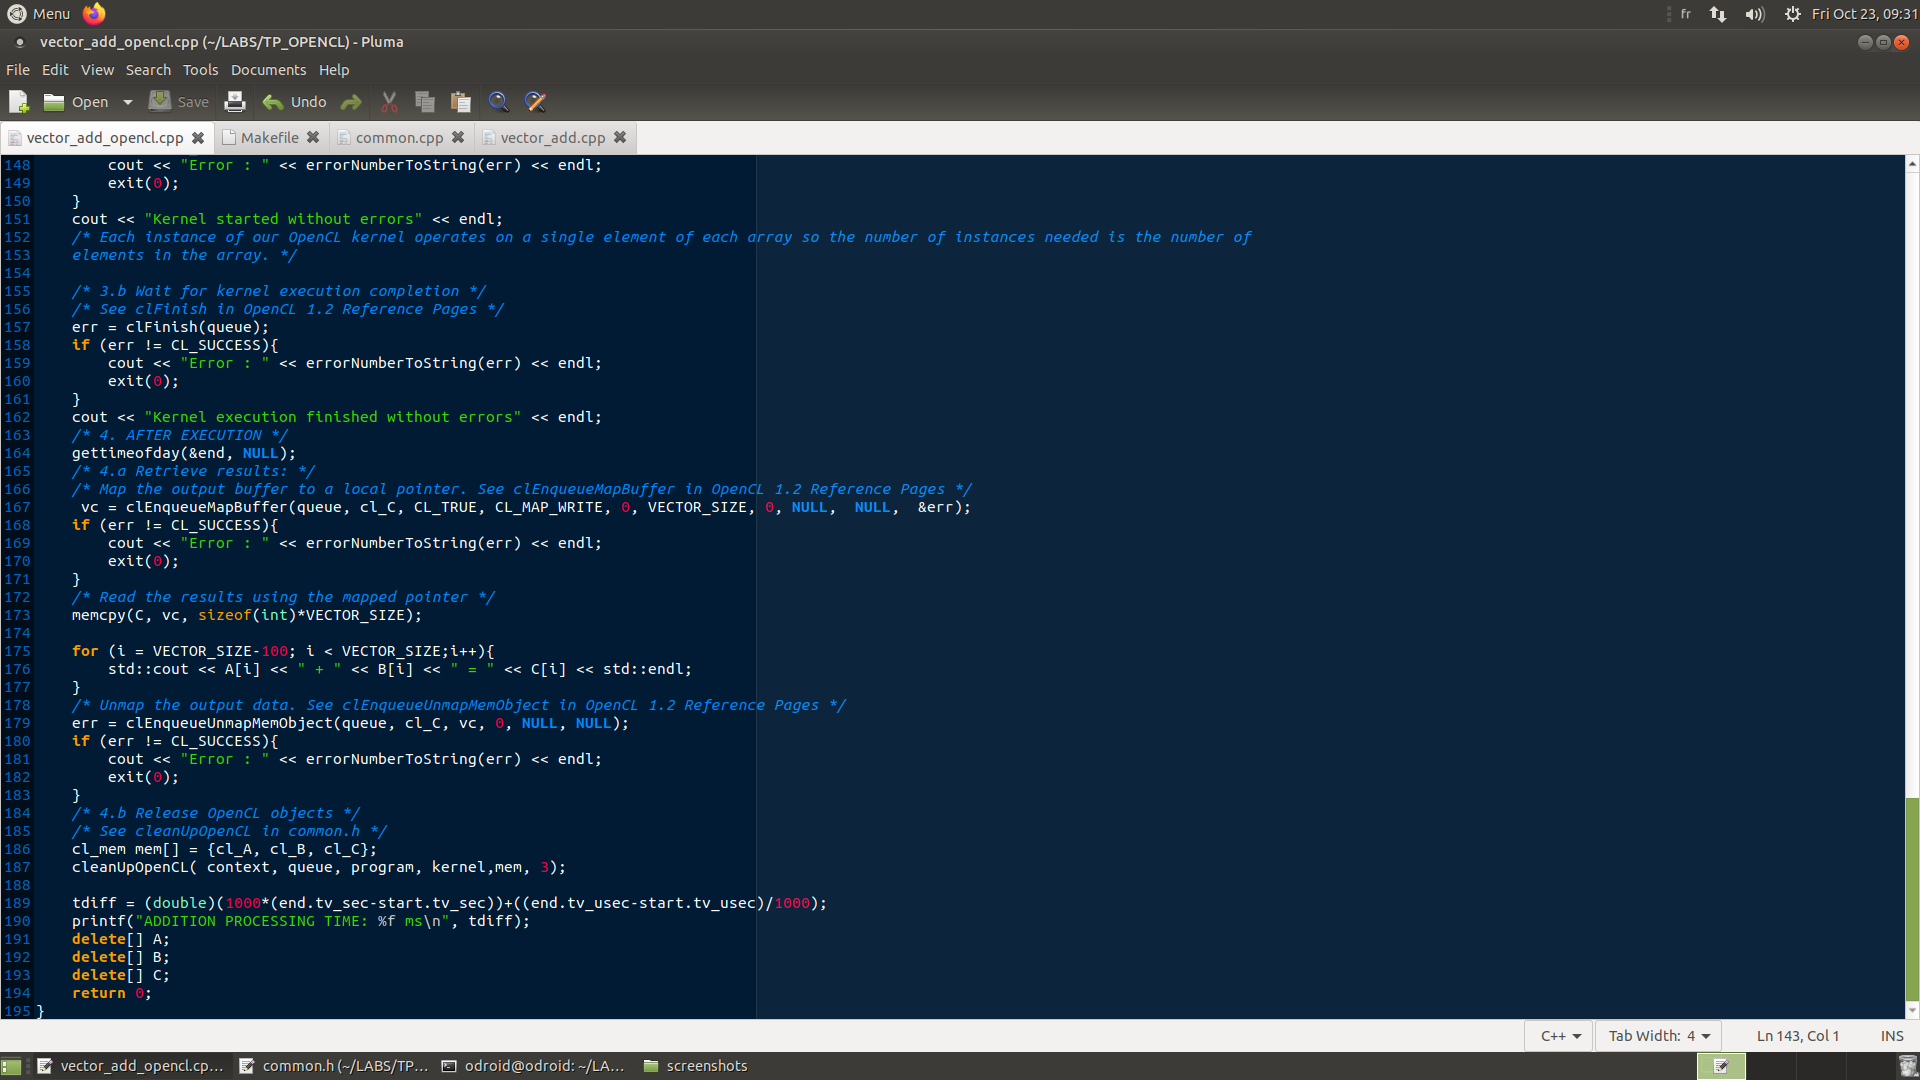 Menu
fr
Fri Oct 23, 09:31
vector_add_opencl.cpp (~/LABS/TP_OPENCL) - Pluma
File Edit View Search Tools Documents Help
Open Save Undo
vector_add_opencl.cpp Makefile common.cpp vector_add.cpp
148         cout << "Error : " << errorNumberToString(err) << endl;
149         exit(0);
150     }
151     cout << "Kernel started without errors" << endl;
152     /* Each instance of our OpenCL kernel operates on a single element of each array so the number of instances needed is the number of
153     elements in the array. */
154
155     /* 3.b Wait for kernel execution completion */
156     /* See clFinish in OpenCL 1.2 Reference Pages */
157     err = clFinish(queue);
158     if (err != CL_SUCCESS){
159         cout << "Error : " << errorNumberToString(err) << endl;
160         exit(0);
161     }
162     cout << "Kernel execution finished without errors" << endl;
163     /* 4. AFTER EXECUTION */
164     gettimeofday(&end, NULL);
165     /* 4.a Retrieve results: */
166     /* Map the output buffer to a local pointer. See clEnqueueMapBuffer in OpenCL 1.2 Reference Pages */
167      vc = clEnqueueMapBuffer(queue, cl_C, CL_TRUE, CL_MAP_WRITE, 0, VECTOR_SIZE, 0, NULL,  NULL,  &err);
168     if (err != CL_SUCCESS){
169         cout << "Error : " << errorNumberToString(err) << endl;
170         exit(0);
171     }
172     /* Read the results using the mapped pointer */
173     memcpy(C, vc, sizeof(int)*VECTOR_SIZE);
174
175     for (i = VECTOR_SIZE-100; i < VECTOR_SIZE;i++){
176         std::cout << A[i] << " + " << B[i] << " = " << C[i] << std::endl;
177     }
178     /* Unmap the output data. See clEnqueueUnmapMemObject in OpenCL 1.2 Reference Pages */
179     err = clEnqueueUnmapMemObject(queue, cl_C, vc, 0, NULL, NULL);
180     if (err != CL_SUCCESS){
181         cout << "Error : " << errorNumberToString(err) << endl;
182         exit(0);
183     }
184     /* 4.b Release OpenCL objects */
185     /* See cleanUpOpenCL in common.h */
186     cl_mem mem[] = {cl_A, cl_B, cl_C};
187     cleanUpOpenCL( context, queue, program, kernel,mem, 3);
188
189     tdiff = (double)(1000*(end.tv_sec-start.tv_sec))+((end.tv_usec-start.tv_usec)/1000);
190     printf("ADDITION PROCESSING TIME: %f ms\n", tdiff);
191     delete[] A;
192     delete[] B;
193     delete[] C;
194     return 0;
195 }
C++ Tab Width: 4 Ln 143, Col 1 INS
vector_add_opencl.cp... common.h (~/LABS/TP... odroid@odroid: ~/LA... screenshots